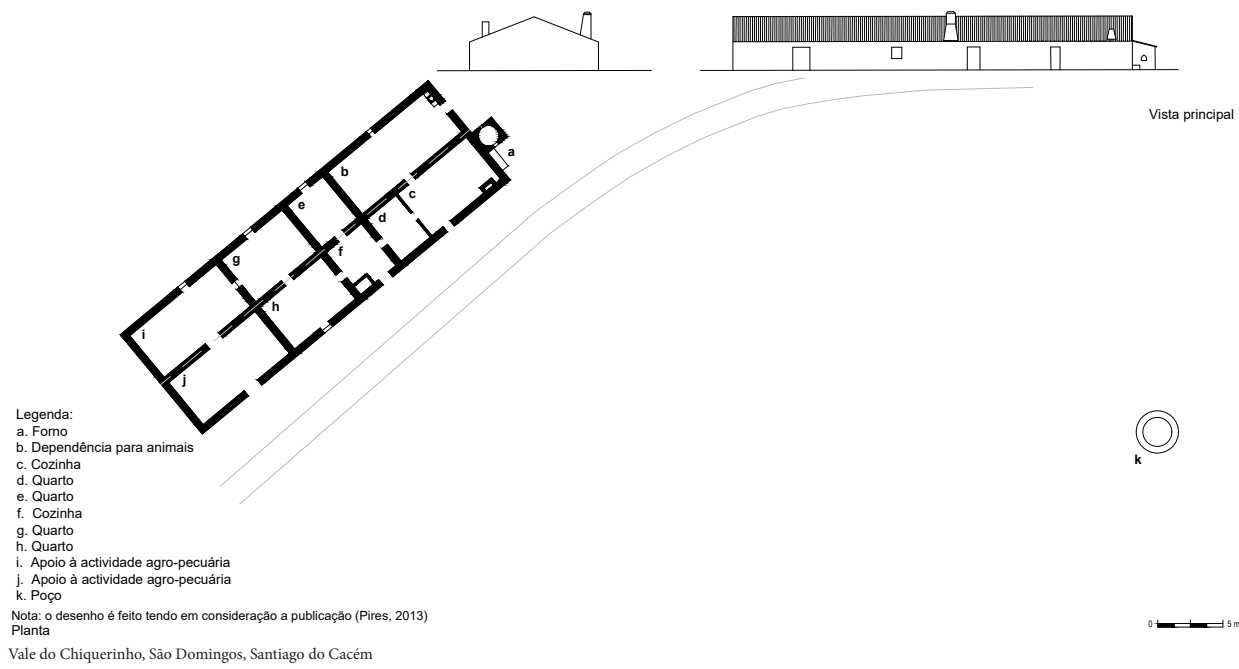 Vista principal
a
b
c
e
d
f
g
h
i
j
k
Legenda:
a. Forno
b. Dependência para animais
c. Cozinha
d. Quarto
e. Quarto
f. Cozinha
g. Quarto
h. Quarto
i. Apoio à actividade agro-pecuária
j. Apoio à actividade agro-pecuária
k. Poço
Nota: o desenho é feito tendo em consideração a publicação (Pires, 2013)
Planta
0 5 m
Vale do Chiquerinho, São Domingos, Santiago do Cacém